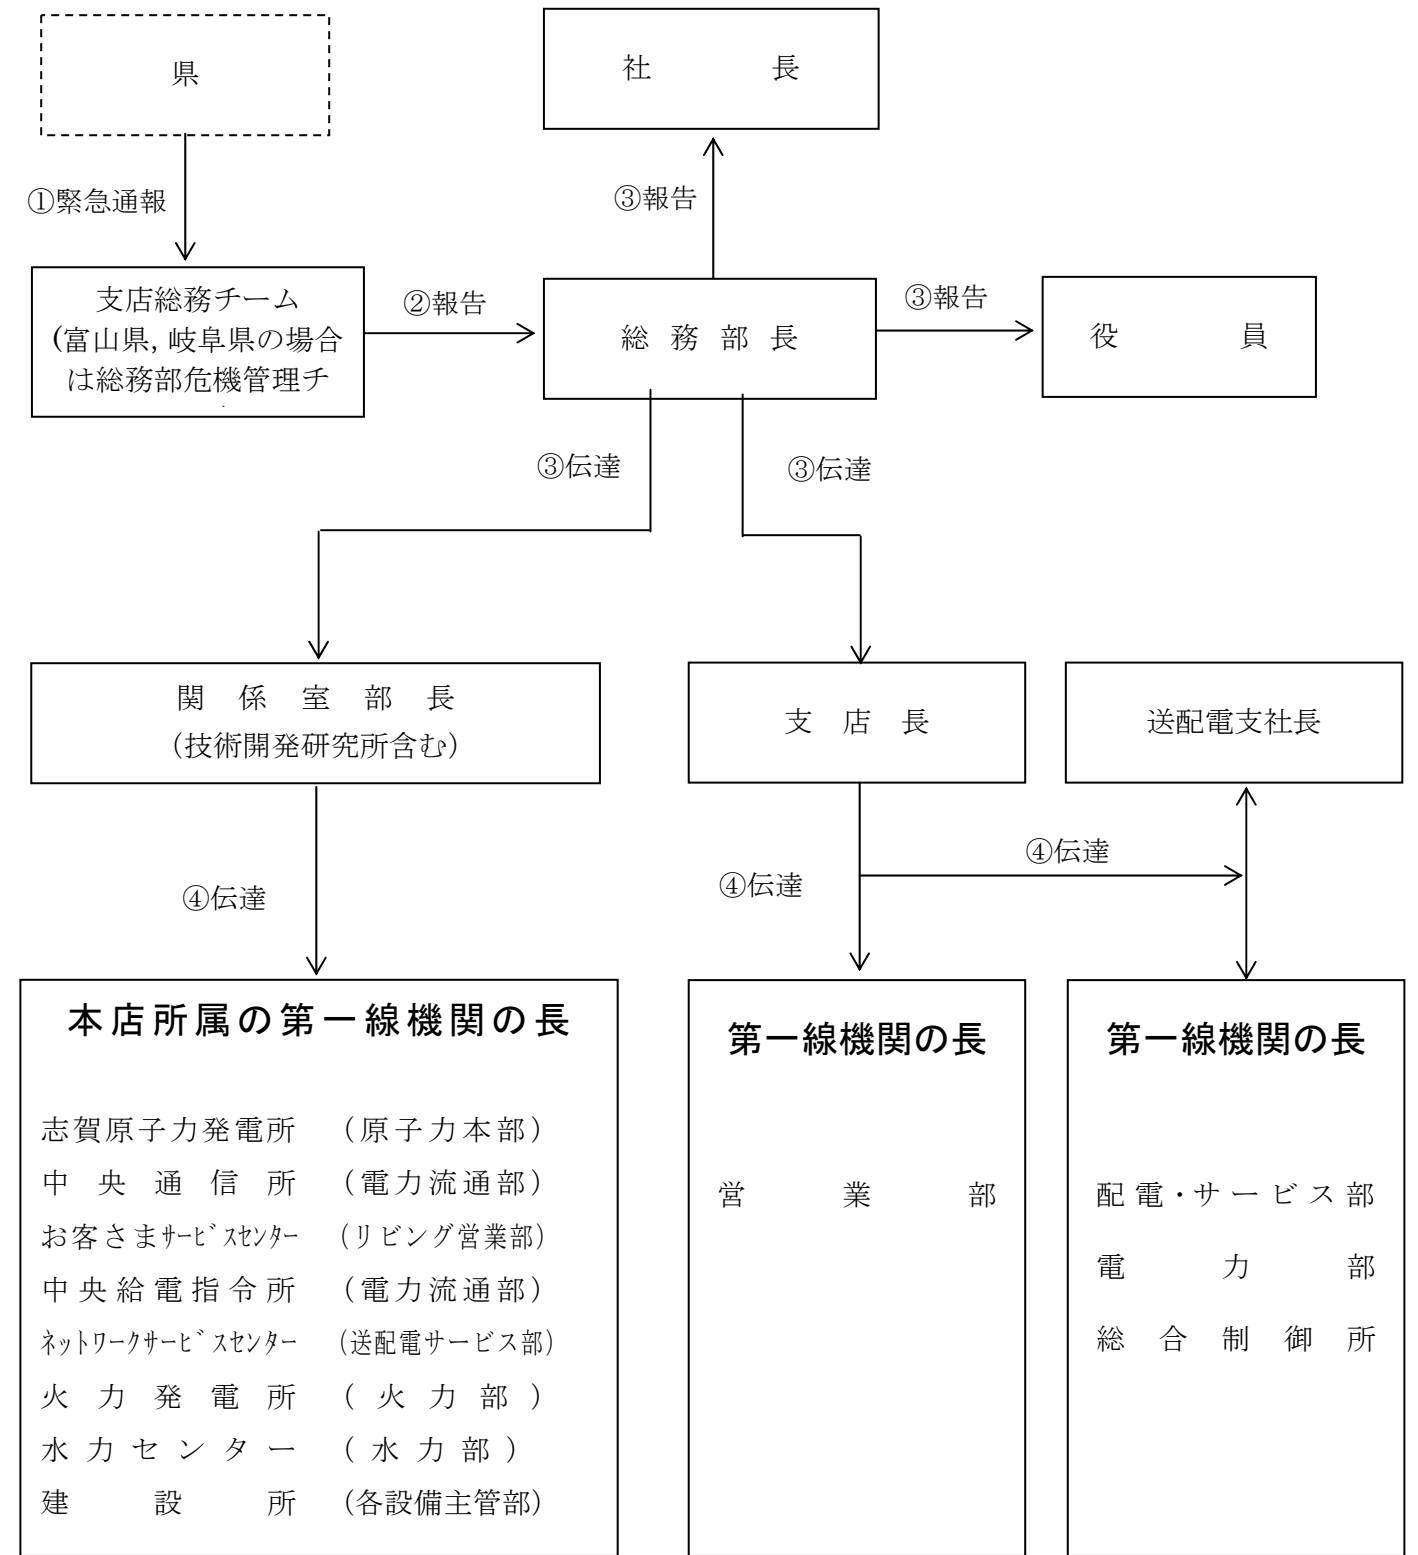 県
社長
①緊急通報
③報告
支店総務チーム
(富山県, 岐阜県の場合
は総務部危機管理チ
②報告
総務部長
③報告
役員
③伝達
③伝達
関係室部長
（技術開発研究所含む）
支店長
送配電支社長
④伝達
④伝達
④伝達
本店所属の第一線機関の長
志賀原子力発電所 （原子力本部）
中央通信所 （電力流通部）
お客さまｻｰﾋﾞｽｾﾝﾀｰ （リビング営業部）
中央給電指令所 （電力流通部）
ﾈｯﾄﾜｰｸｻｰﾋﾞｽｾﾝﾀｰ （送配電サービス部）
火力発電所 （火力部）
水力センター （水力部）
建設所 （各設備主管部）
第一線機関の長
営業部
第一線機関の長
配電・サービス部
電力部
総合制御所